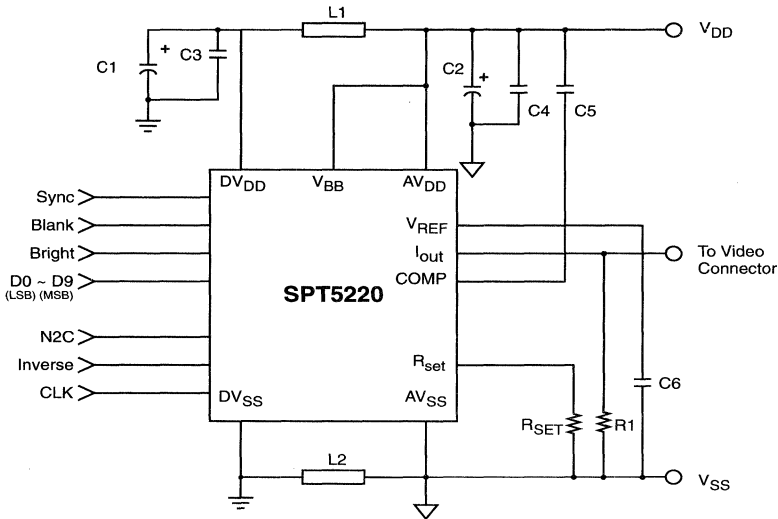 L1
VDD
C1
+
C3
C2
+
C4
C5
DVDD
VBB
AVDD
Sync
Blank
Bright
D0 ~ D9
(LSB) (MSB)
N2C
Inverse
CLK
VREF
Iout
COMP
SPT5220
Rset
DVSS
AVSS
To Video
Connector
C6
RSET
R1
L2
VSS